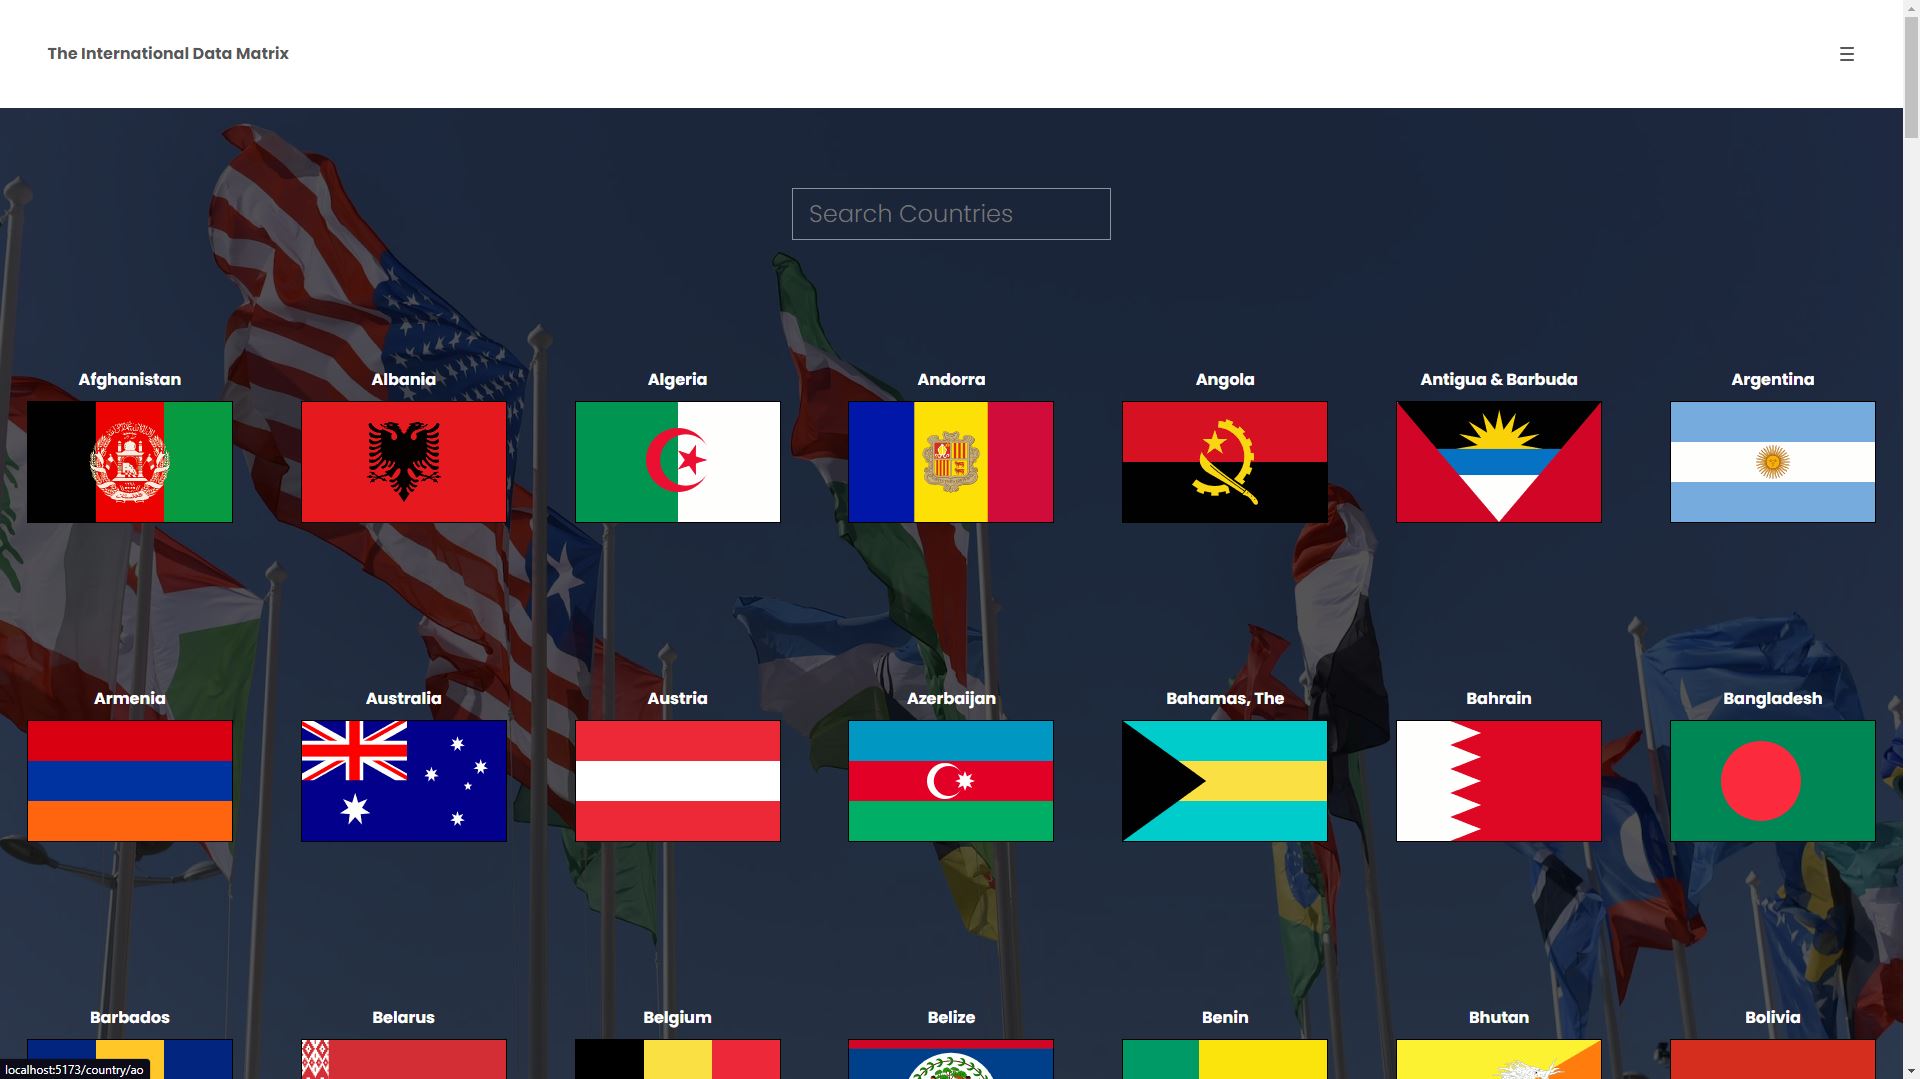 The International Data Matrix
Search Countries
Afghanistan
Albania
Algeria
Andorra
Angola
Antigua & Barbuda
Argentina
Armenia
Australia
Austria
Azerbaijan
Bahamas, The
Bahrain
Bangladesh
Barbados
Belarus
Belgium
Belize
Benin
Bhutan
Bolivia
localhost:5173/country/ao